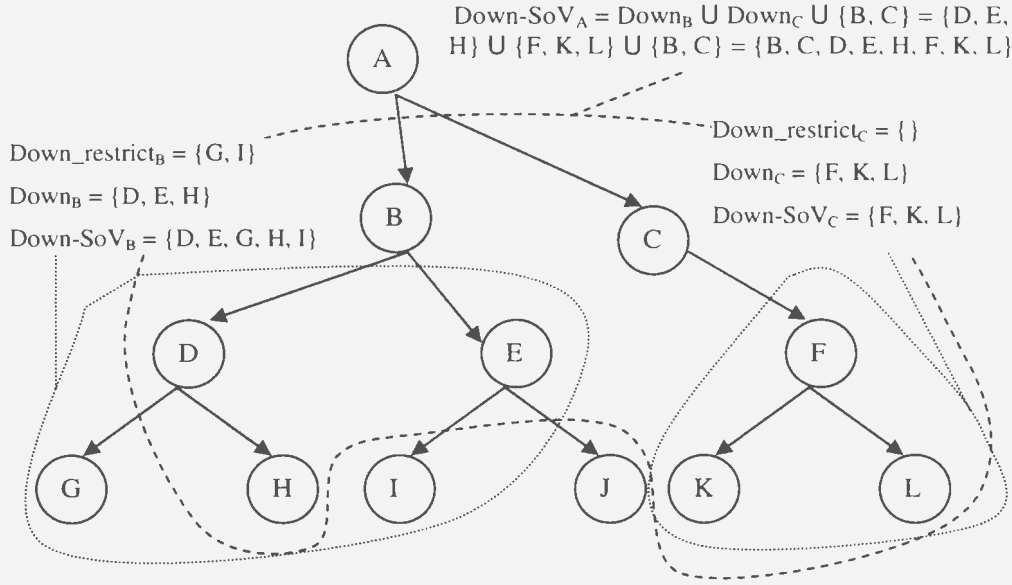 Down-SoV_A = Down_B ∪ Down_C ∪ {B, C} = {D, E,
H} ∪ {F, K, L} ∪ {B, C} = {B, C, D, E, H, F, K, L}
A
Down_restrict_B = {G, I}
Down_B = {D, E, H}
Down-SoV_B = {D, E, G, H, I}
Down_restrict_C = {}
Down_C = {F, K, L}
Down-SoV_C = {F, K, L}
B
C
D
E
F
G
H
I
J
K
L